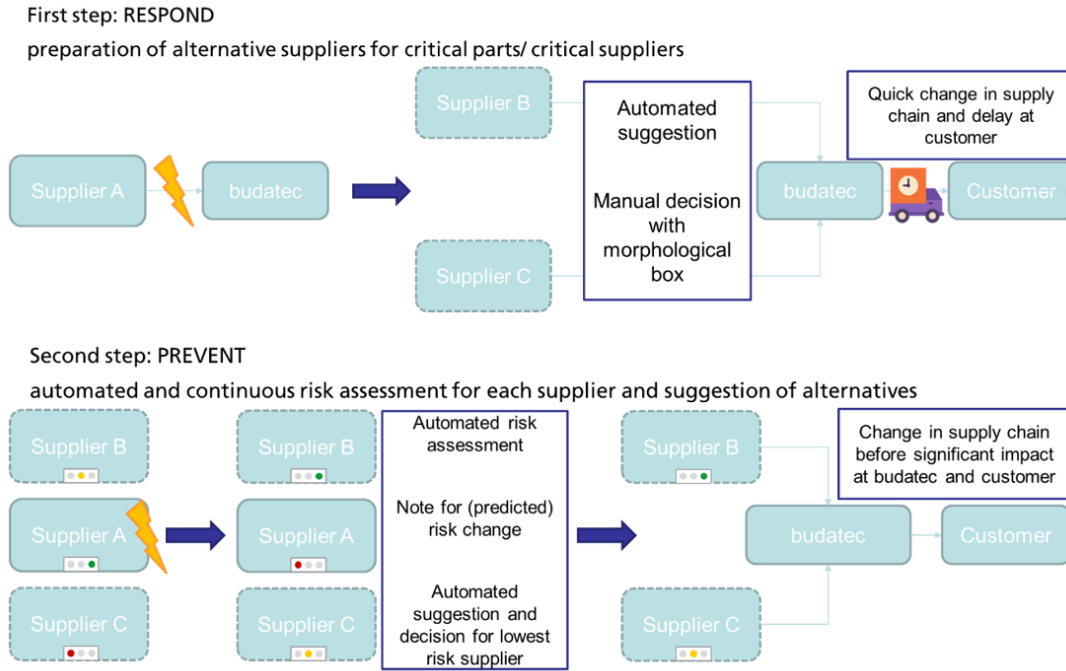 First step: RESPOND
preparation of alternative suppliers for critical parts/ critical suppliers
Supplier A
budatec
Supplier B
Supplier C
Automated
suggestion
Manual decision
with
morphological
box
budatec
Quick change in supply
chain and delay at
customer
Customer
Second step: PREVENT
automated and continuous risk assessment for each supplier and suggestion of alternatives
Supplier B
Supplier A
Supplier C
Supplier B
Supplier A
Supplier C
Automated risk
assessment
Note for (predicted)
risk change
Automated
suggestion and
decision for lowest
risk supplier
Supplier B
Supplier C
budatec
Change in supply chain
before significant impact
at budatec and customer
Customer